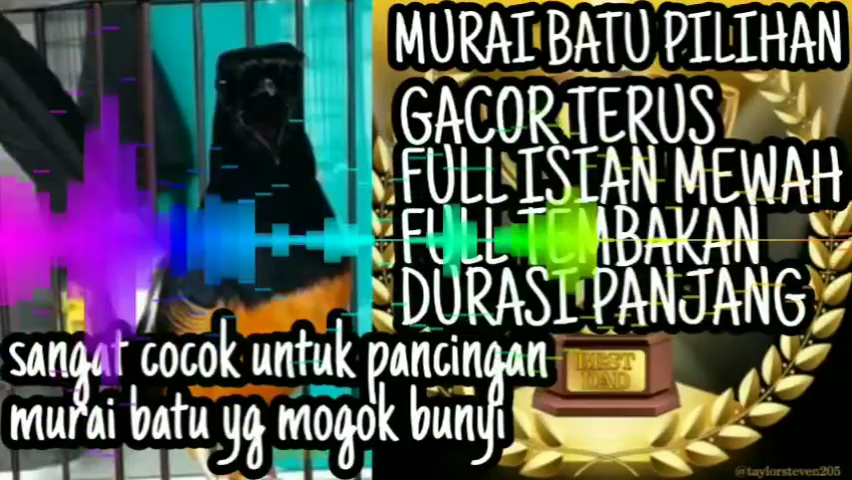 MURAI BATU PILIHAN
GACOR TERUS
FULL ISIAN MEWAH
FULL TEMBAKAN
DURASI PANJANG
sangat cocok untuk pancingan
murai batu yg mogok bunyi
BEST
DAD
@taylorsteven205